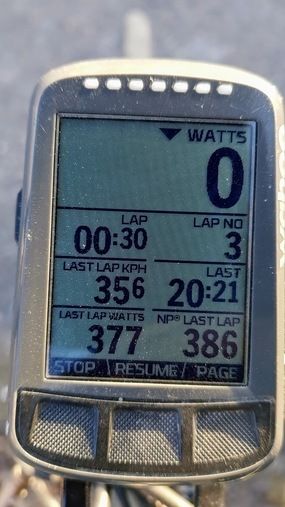 WATTS
0
LAP LAP NO
00:30 3
LAST LAP KPH LAST
356 20:21
LAST LAP WATTS NP® LAST LAP
377 386
STOP RESUME PAGE